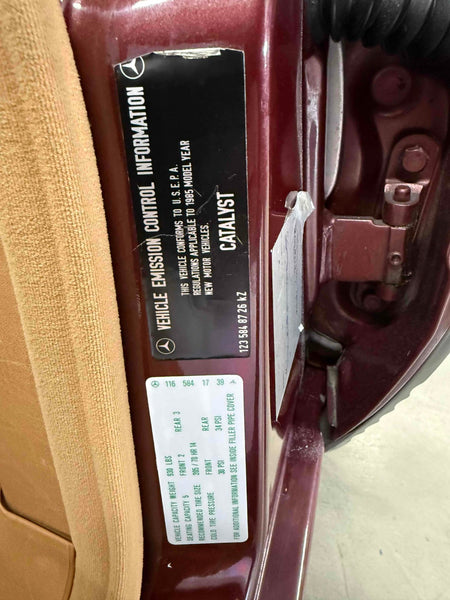 VEHICLE EMISSION CONTROL INFORMATION
THIS VEHICLE CONFORMS TO U.S.E.P.A.
REGULATIONS APPLICABLE TO 1985 MODEL YEAR
NEW MOTOR VEHICLES.
CATALYST
123 584 87 26 kZ
116 584 17 39
VEHICLE CAPACITY WEIGHT 930 LBS
SEATING CAPACITY 5 FRONT 2 REAR 3
RECOMMENDED TIRE SIZE 195 / 70 HR 14
COLD TIRE PRESSURE FRONT 30 PSI REAR 34 PSI
FOR ADDITIONAL INFORMATION SEE INSIDE FILLER PIPE COVER